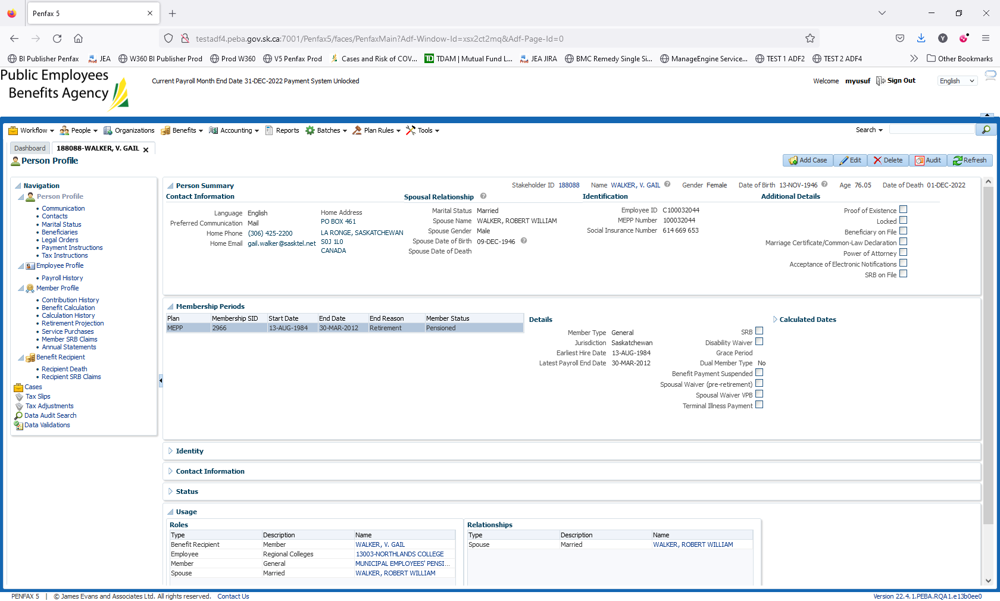 Penfax 5
testadf4.peba.gov.sk.ca:7001/Penfax5/faces/PenfaxMain?Adf-Window-Id=xsx2ct2mq&Adf-Page-Id=0
BI Publisher Penfax JEA W360 BI Publisher Prod Prod W360 V5 Penfax Prod Cases and Risk of COV... TDAM | Mutual Fund L... JEA JIRA BMC Remedy Single Si... ManageEngine Service... TEST 1 ADF2 TEST 2 ADF4 Other Bookmarks
Public Employees
Benefits Agency
Current Payroll Month End Date 31-DEC-2022 Payment System Unlocked
Welcome myusuf Sign Out English
Workflow People Organizations Benefits Accounting Reports Batches Plan Rules Tools Search
Dashboard 188088-WALKER, V. GAIL
Person Profile
Add Case Edit Delete Audit Refresh
Navigation
Person Profile
Communication
Contacts
Marital Status
Beneficiaries
Legal Orders
Payment Instructions
Tax Instructions
Employee Profile
Payroll History
Member Profile
Contribution History
Benefit Calculation
Calculation History
Retirement Projection
Service Purchases
Member SRB Claims
Annual Statements
Benefit Recipient
Recipient Death
Recipient SRB Claims
Cases
Tax Slips
Tax Adjustments
Data Audit Search
Data Validations
Person Summary
Stakeholder ID 188088 Name WALKER, V. GAIL Gender Female Date of Birth 13-NOV-1946 Age 76.05 Date of Death 01-DEC-2022
Contact Information
Language English
Preferred Communication Mail
Home Phone (306) 425-2200
Home Email gail.walker@sasktel.net
Home Address
PO BOX 461
LA RONGE, SASKATCHEWAN
S0J 1L0
CANADA
Spousal Relationship
Marital Status Married
Spouse Name WALKER, ROBERT WILLIAM
Spouse Gender Male
Spouse Date of Birth 09-DEC-1946
Spouse Date of Death
Identification
Employee ID C100032044
MEPP Number 100032044
Social Insurance Number 614 669 653
Additional Details
Proof of Existence
Locked
Beneficiary on File
Marriage Certificate/Common-Law Declaration
Power of Attorney
Acceptance of Electronic Notifications
SRB on File
Membership Periods
Plan Membership SID Start Date End Date End Reason Member Status
MEPP 2966 13-AUG-1984 30-MAR-2012 Retirement Pensioned
Details
Member Type General
Jurisdiction Saskatchewan
Earliest Hire Date 13-AUG-1984
Latest Payroll End Date 30-MAR-2012
SRB
Disability Waiver
Grace Period
Dual Member Type No
Benefit Payment Suspended
Spousal Waiver (pre-retirement)
Spousal Waiver VPB
Terminal Illness Payment
Calculated Dates
Identity
Contact Information
Status
Usage
Roles
Type Description Name
Benefit Recipient Member WALKER, V. GAIL
Employee Regional Colleges 13003-NORTHLANDS COLLEGE
Member General MUNICIPAL EMPLOYEES' PENSI...
Spouse Married WALKER, ROBERT WILLIAM
Relationships
Type Description Name
Spouse Married WALKER, ROBERT WILLIAM
PENFAX 5 | © James Evans and Associates Ltd. All rights reserved. Contact Us
Version 22.4.1.PEBA.RQA1.e13b0ee0